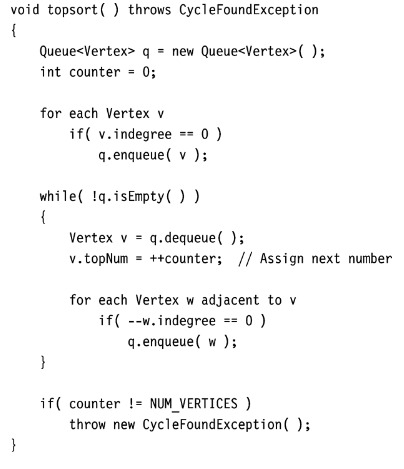 void topsort( ) throws CycleFoundException
{
    Queue<Vertex> q = new Queue<Vertex>( );
    int counter = 0;

    for each Vertex v
        if( v.indegree == 0 )
            q.enqueue( v );

    while( !q.isEmpty( ) )
    {
        Vertex v = q.dequeue( );
        v.topNum = ++counter;  // Assign next number

        for each Vertex w adjacent to v
            if( --w.indegree == 0 )
                q.enqueue( w );
    }

    if( counter != NUM_VERTICES )
        throw new CycleFoundException( );
}